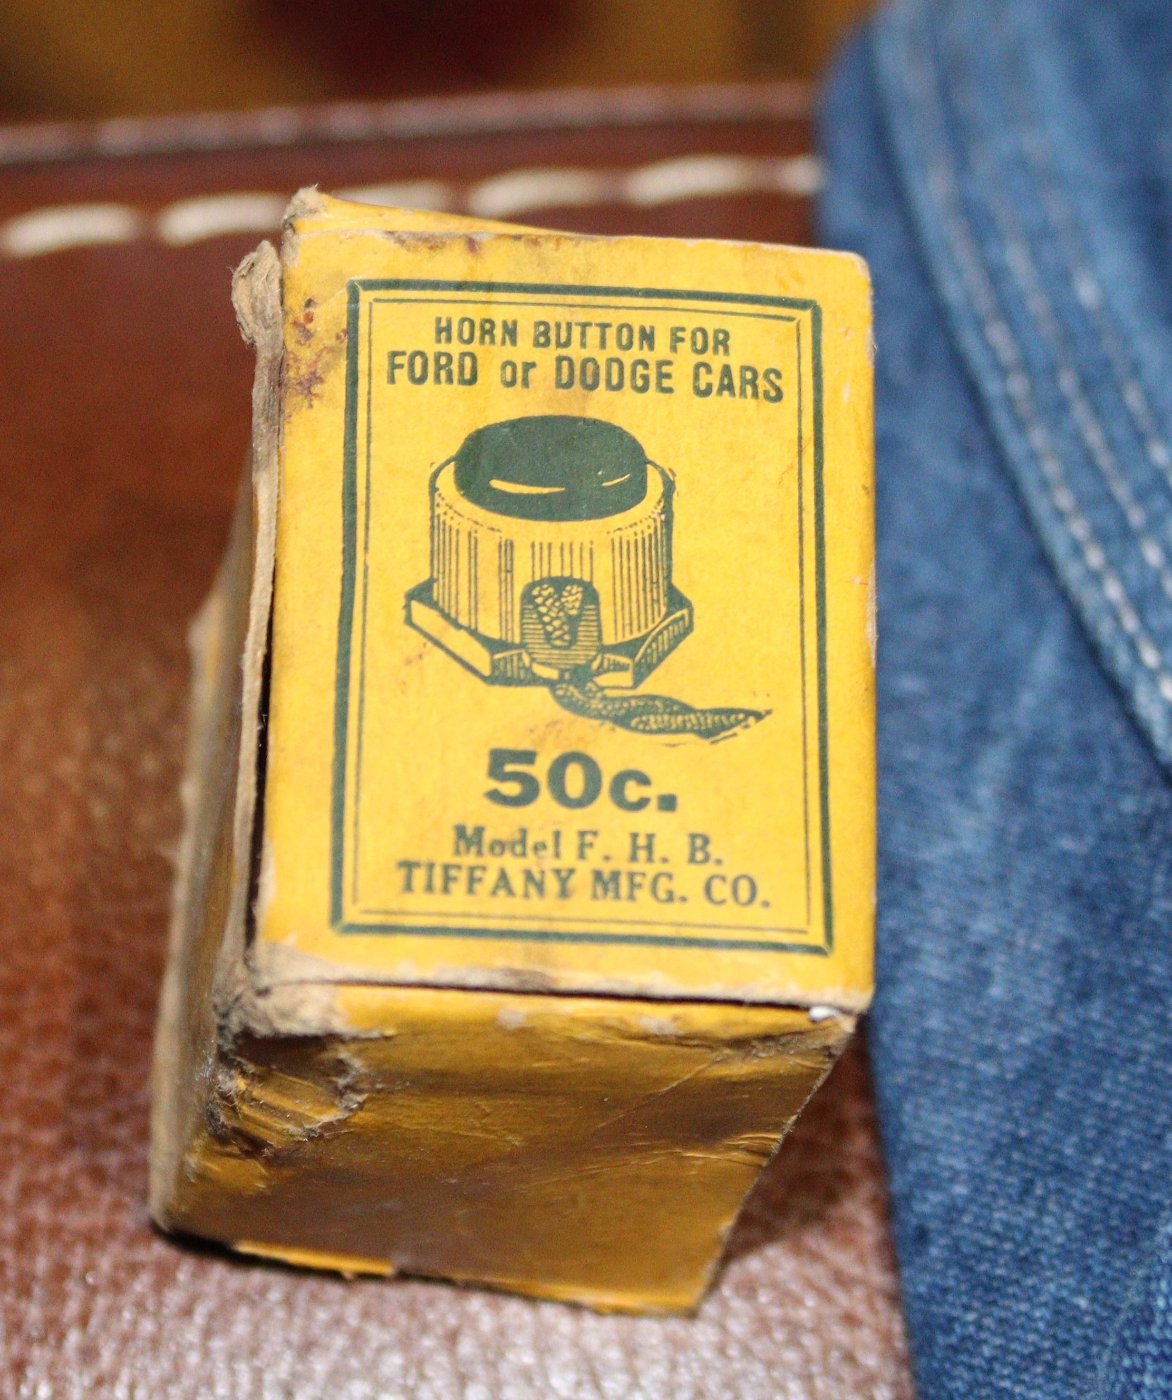 HORN BUTTON FOR
FORD or DODGE CARS
50c.
Model F. H. B.
TIFFANY MFG. CO.